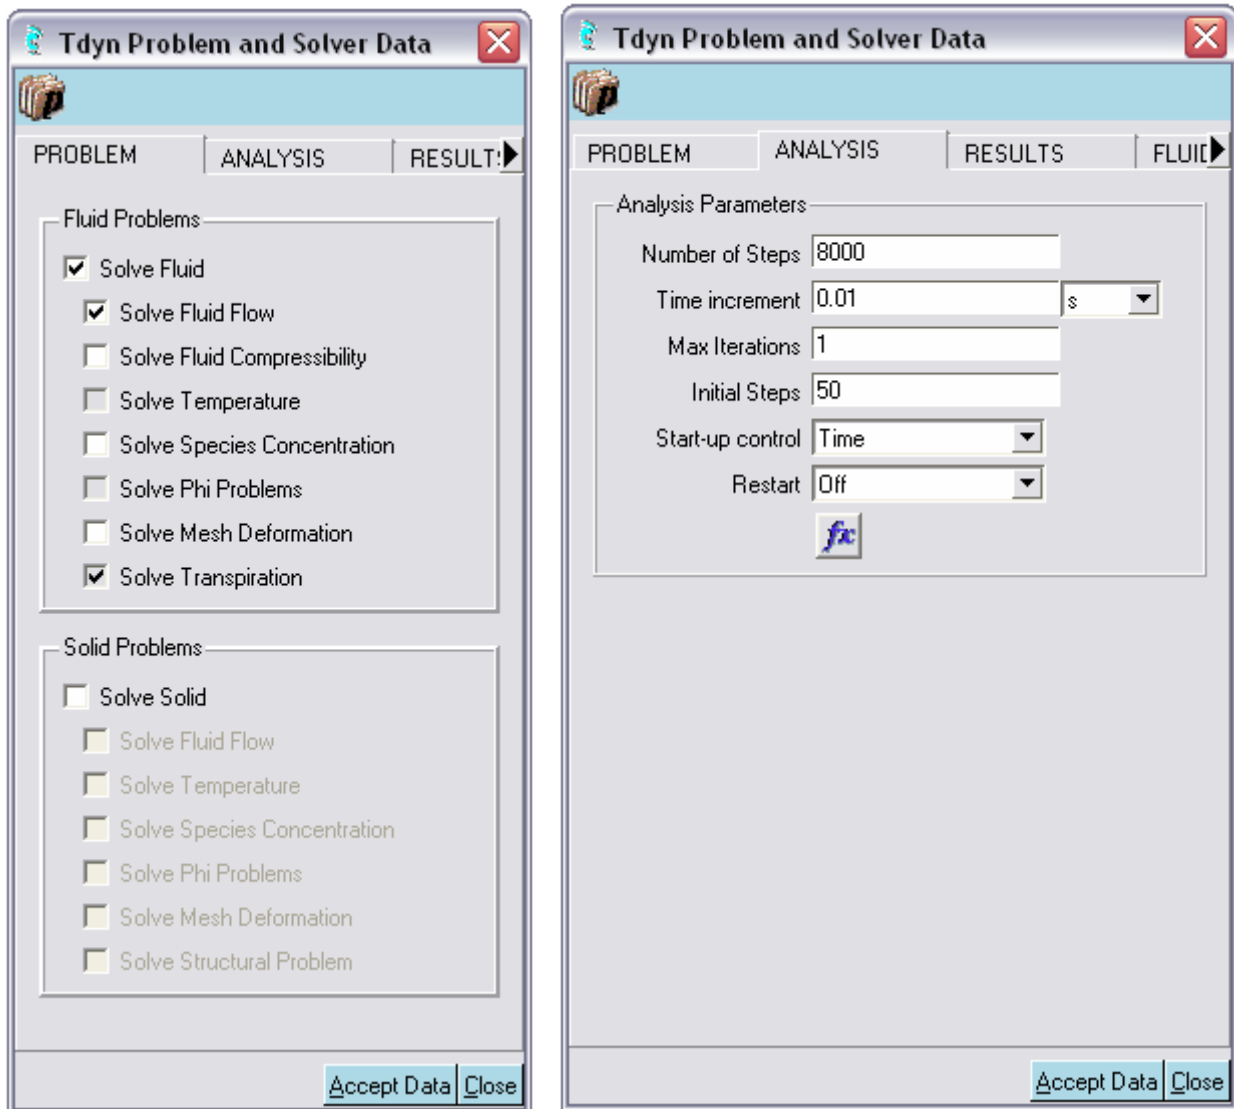 Tdyn Problem and Solver Data
PROBLEM ANALYSIS RESULT
Fluid Problems
Solve Fluid
Solve Fluid Flow
Solve Fluid Compressibility
Solve Temperature
Solve Species Concentration
Solve Phi Problems
Solve Mesh Deformation
Solve Transpiration
Solid Problems
Solve Solid
Solve Fluid Flow
Solve Temperature
Solve Species Concentration
Solve Phi Problems
Solve Mesh Deformation
Solve Structural Problem
Accept Data Close
Tdyn Problem and Solver Data
PROBLEM ANALYSIS RESULTS FLUID
Analysis Parameters
Number of Steps 8000
Time increment 0.01 s
Max Iterations 1
Initial Steps 50
Start-up control Time
Restart Off
fx
Accept Data Close